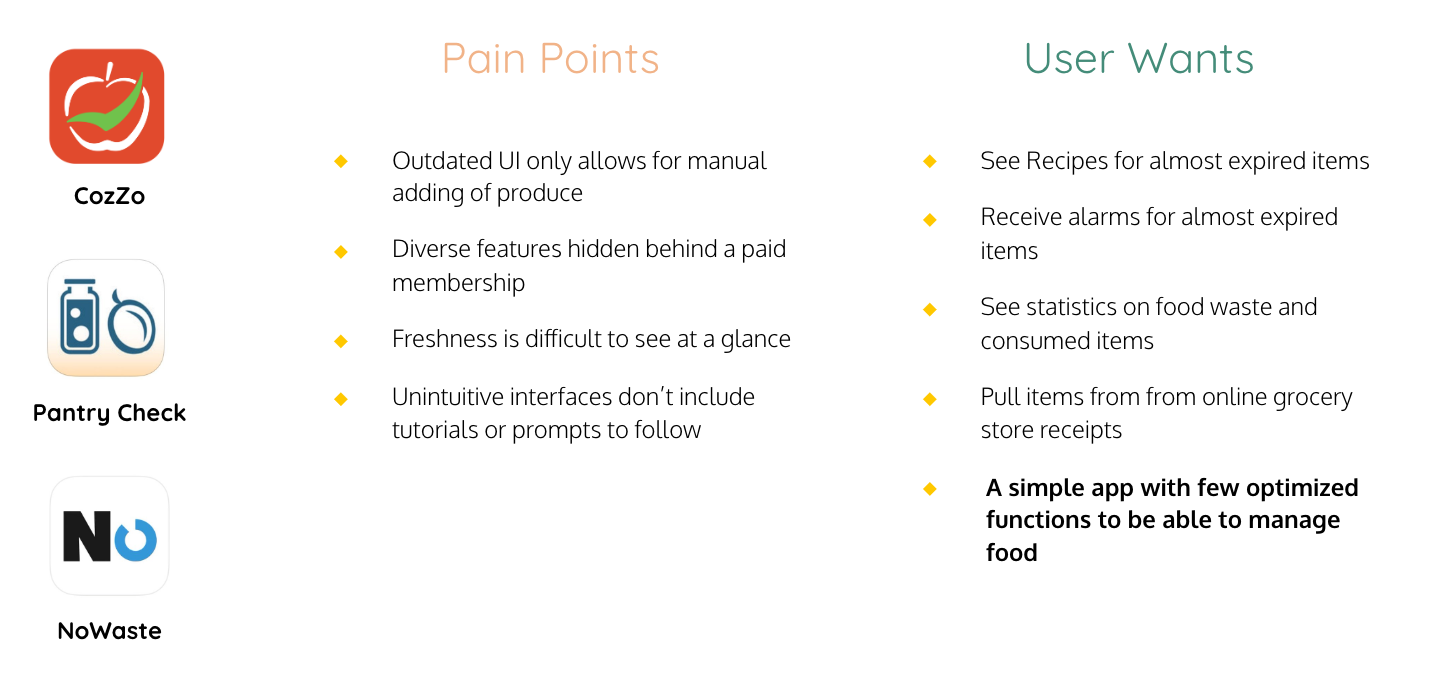 CozZo
Pantry Check
No
NoWaste
Pain Points
Outdated UI only allows for manual
adding of produce
Diverse features hidden behind a paid
membership
Freshness is difficult to see at a glance
Unintuitive interfaces don’t include
tutorials or prompts to follow
User Wants
See Recipes for almost expired items
Receive alarms for almost expired
items
See statistics on food waste and
consumed items
Pull items from from online grocery
store receipts
A simple app with few optimized
functions to be able to manage
food